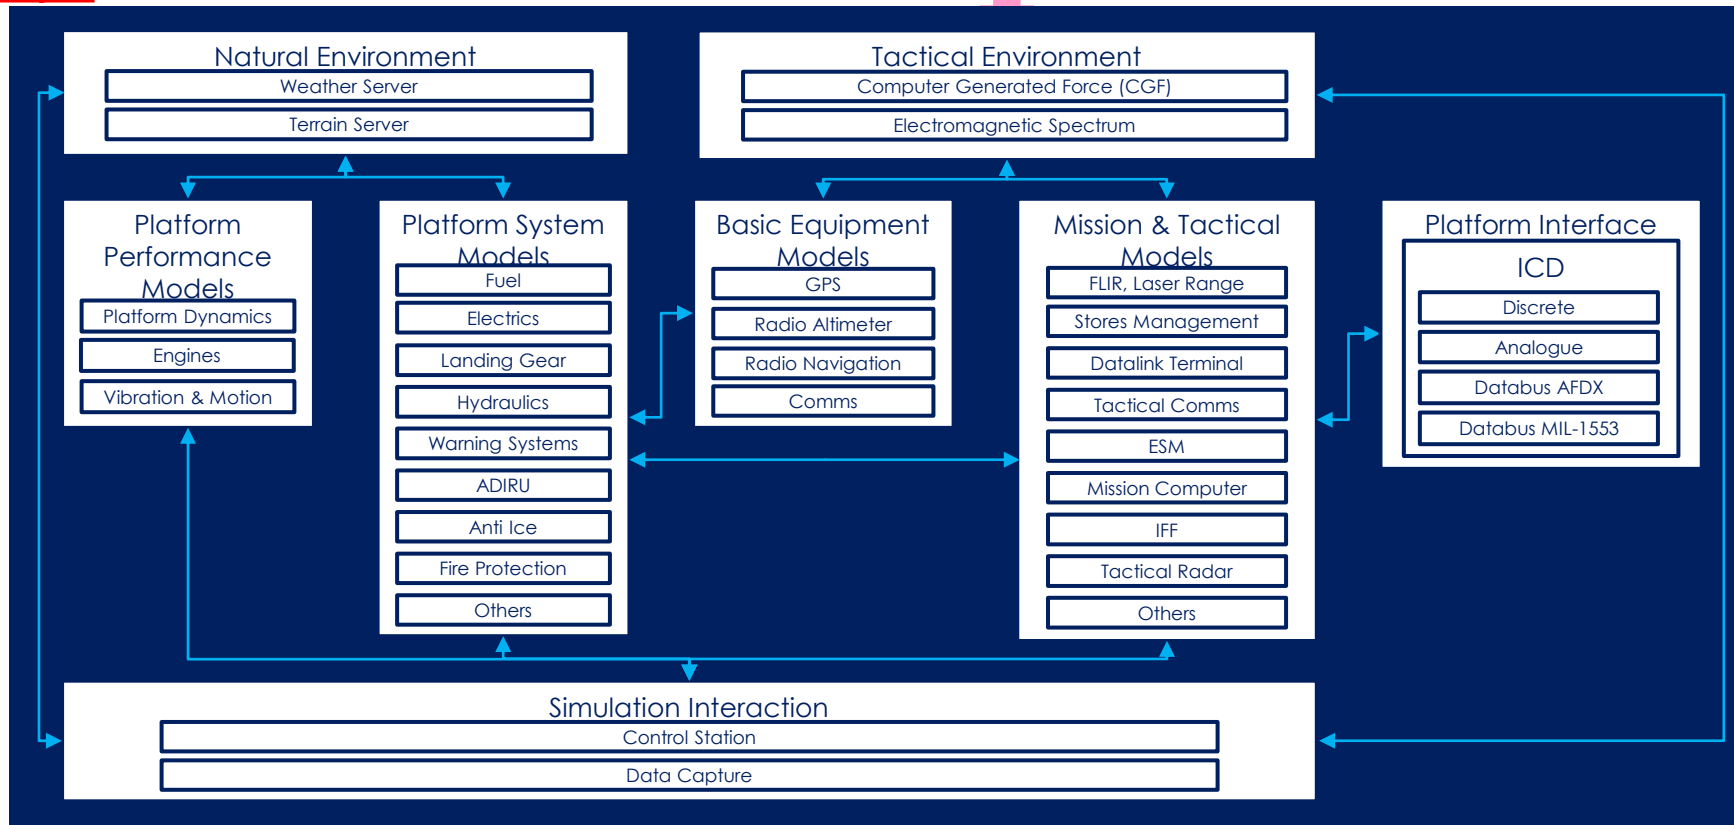 Natural Environment
Weather Server
Terrain Server
Tactical Environment
Computer Generated Force (CGF)
Electromagnetic Spectrum
Platform
Performance
Models
Platform Dynamics
Engines
Vibration & Motion
Platform System
Models
Fuel
Electrics
Landing Gear
Hydraulics
Warning Systems
ADIRU
Anti Ice
Fire Protection
Others
Basic Equipment
Models
GPS
Radio Altimeter
Radio Navigation
Comms
Mission & Tactical
Models
FLIR, Laser Range
Stores Management
Datalink Terminal
Tactical Comms
ESM
Mission Computer
IFF
Tactical Radar
Others
Platform Interface
ICD
Discrete
Analogue
Databus AFDX
Databus MIL-1553
Simulation Interaction
Control Station
Data Capture